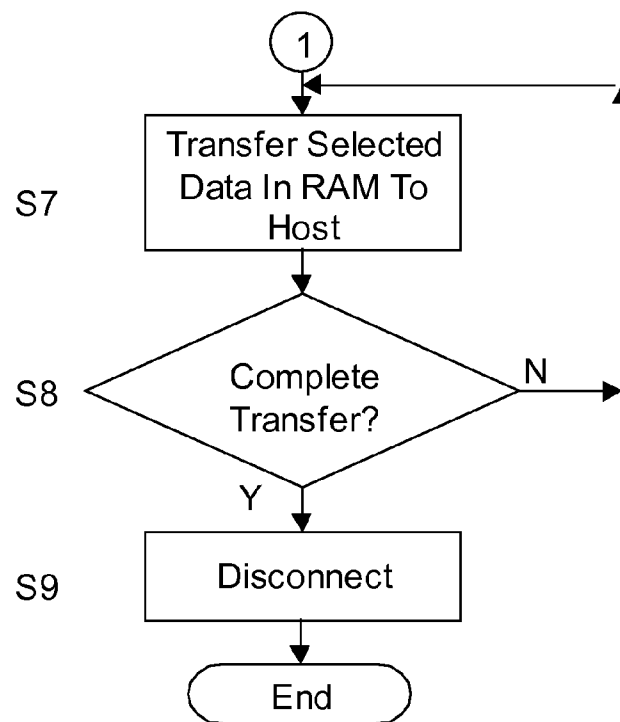 1
Transfer Selected
Data In RAM To
Host
S7
Complete
Transfer?
S8
N
Y
Disconnect
S9
End